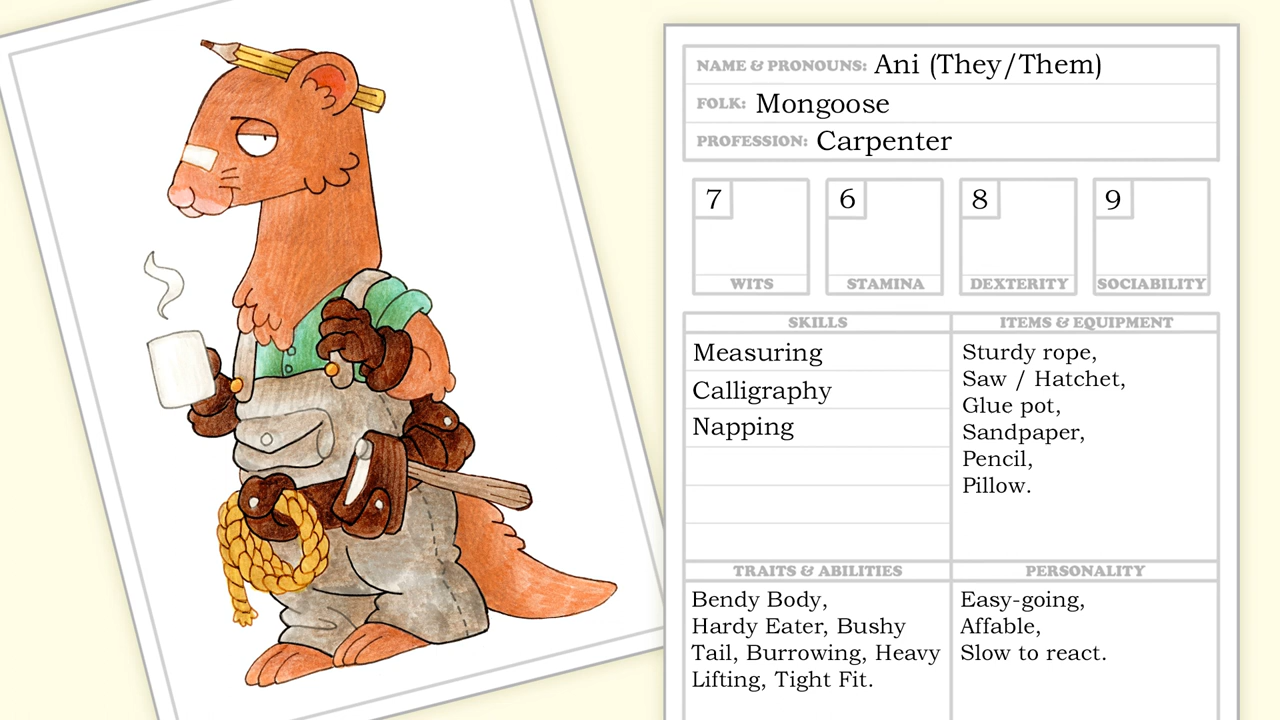 NAME & PRONOUNS: Ani (They/Them)
FOLK: Mongoose
PROFESSION: Carpenter
7 6 8 9
WITS STAMINA DEXTERITY SOCIABILITY
SKILLS
Measuring
Calligraphy
Napping
ITEMS & EQUIPMENT
Sturdy rope,
Saw / Hatchet,
Glue pot,
Sandpaper,
Pencil,
Pillow.
TRAITS & ABILITIES
Bendy Body,
Hardy Eater, Bushy
Tail, Burrowing, Heavy
Lifting, Tight Fit.
PERSONALITY
Easy-going,
Affable,
Slow to react.